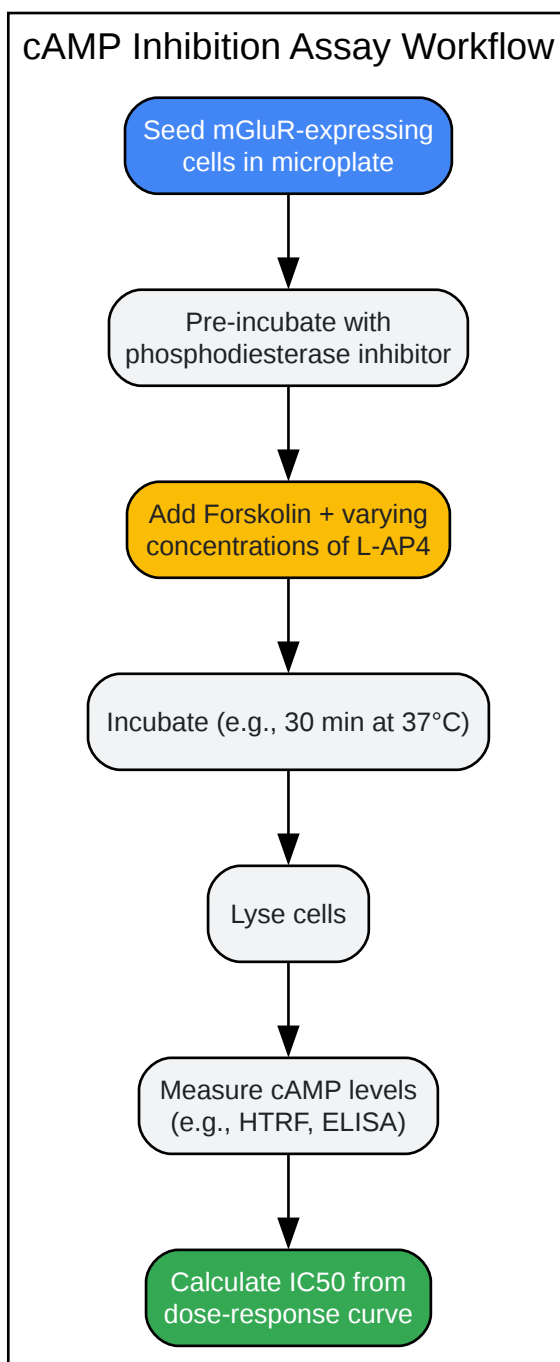 cAMP Inhibition Assay Workflow
Seed mGluR-expressing
cells in microplate
Pre-incubate with
phosphodiesterase inhibitor
Add Forskolin + varying
concentrations of L-AP4
Incubate (e.g., 30 min at 37°C)
Lyse cells
Measure cAMP levels
(e.g., HTRF, ELISA)
Calculate IC50 from
dose-response curve